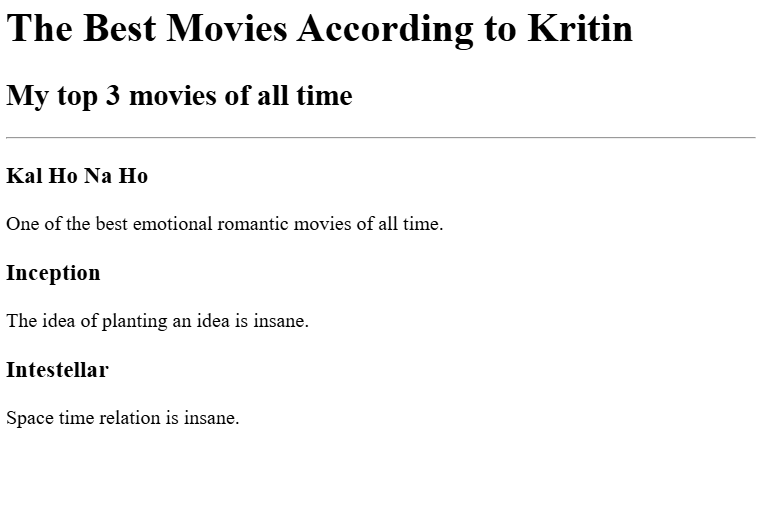 The Best Movies According to Kritin
My top 3 movies of all time
Kal Ho Na Ho
One of the best emotional romantic movies of all time.
Inception
The idea of planting an idea is insane.
Intestellar
Space time relation is insane.